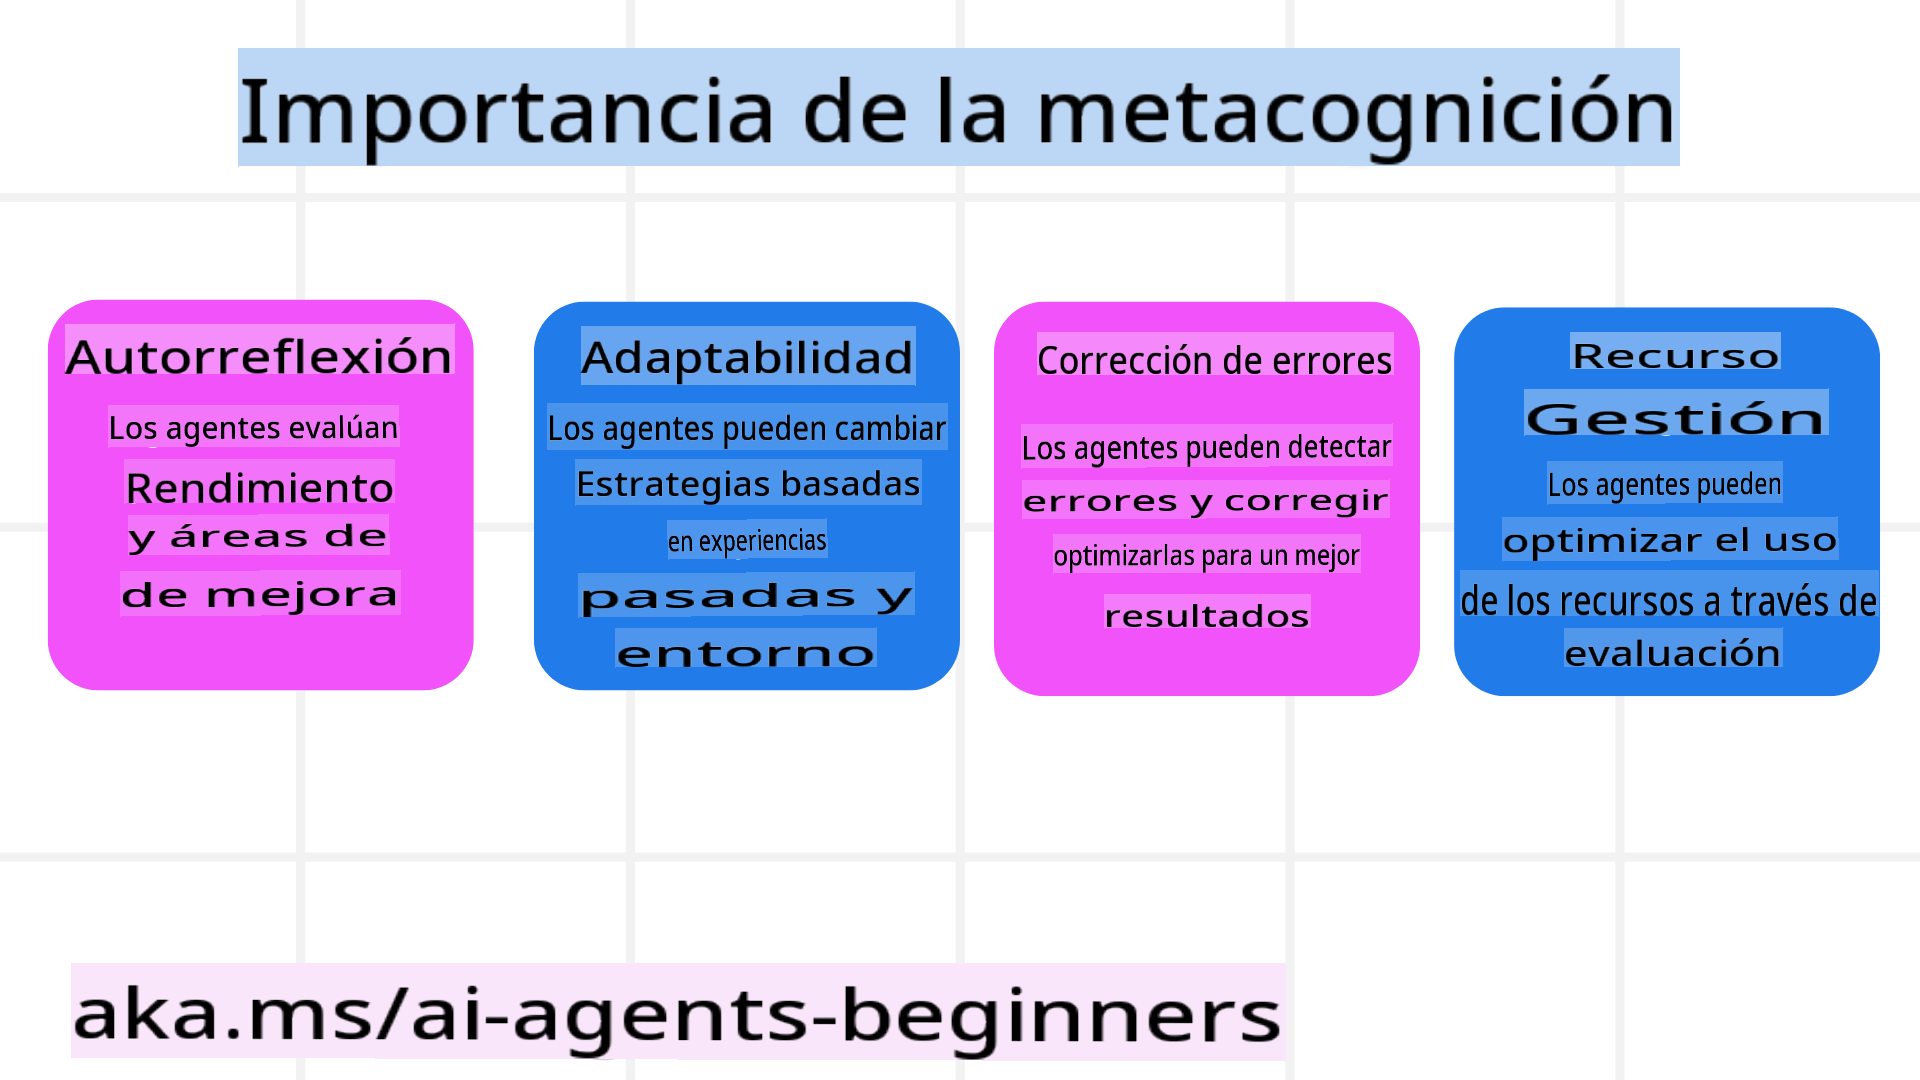 Importancia de la metacognición
Autorreflexión
Los agentes evalúan
Rendimiento
y áreas de
de mejora
Adaptabilidad
Los agentes pueden cambiar
Estrategias basadas
en experiencias
pasadas y
entorno
Corrección de errores
Los agentes pueden detectar
errores y corregir
optimizarlas para un mejor
resultados
Recurso
Gestión
Los agentes pueden
optimizar el uso
de los recursos a través de
evaluación
aka.ms/ai-agents-beginners